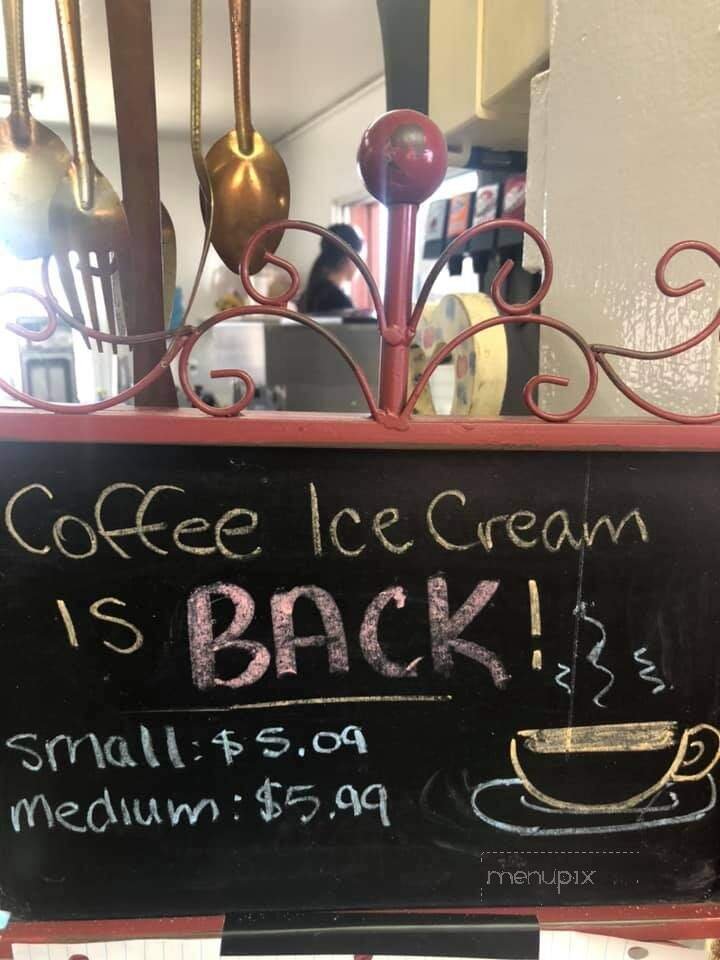 Coffee Ice Cream
is BACK!
small: $5.09
medium: $5.99
menupix